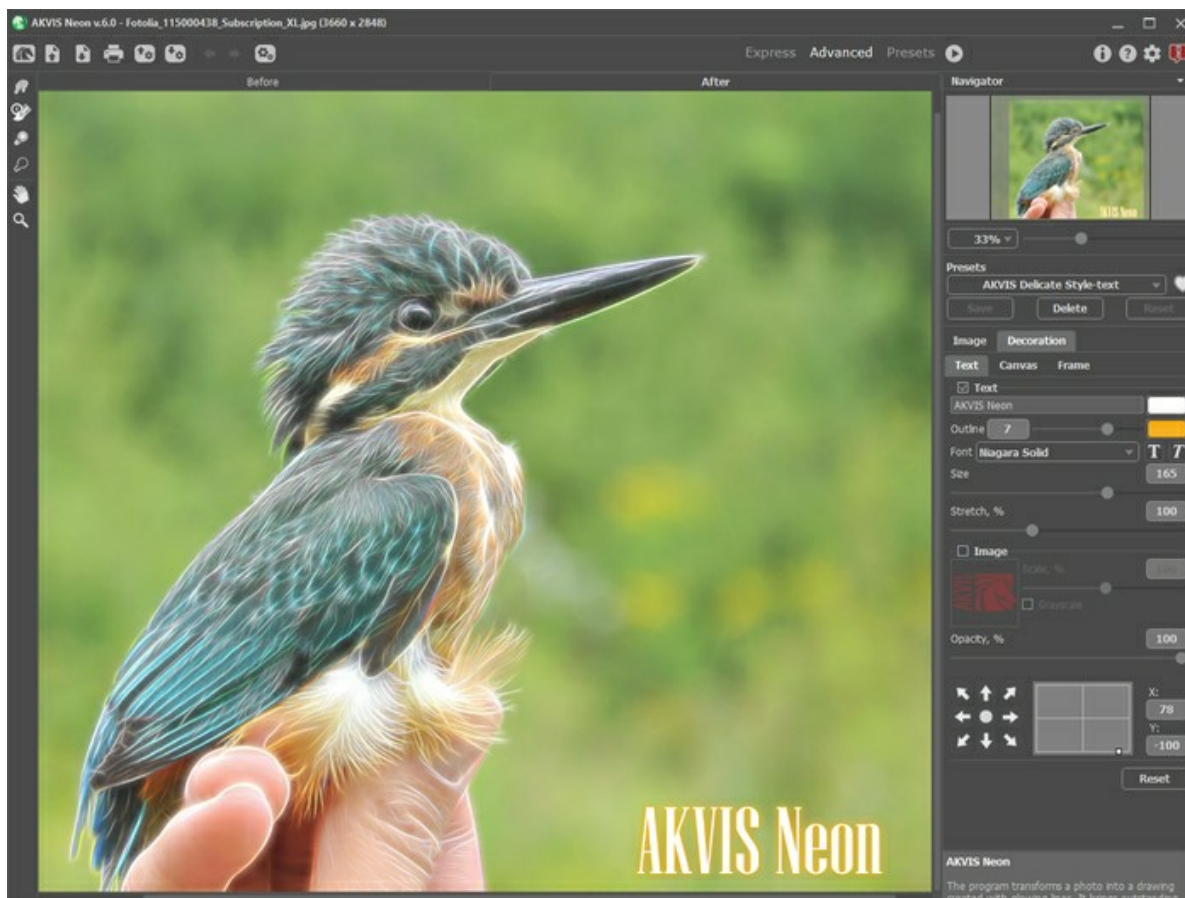 AKVIS Neon v.6.0 - Fotolia_115000438_Subscription_XL.jpg (3660 x 2848)
Express Advanced Presets
Before After
Navigator
33%
Presets
AKVIS Delicate Style-text
Save Delete Reset
Image Decoration
Text Canvas Frame
Text
AKVIS Neon
Outline 7
Font Niagara Solid T T
Size 165
Stretch, % 100
Image
Scale, %
AKVIS
Grayscale
Opacity, % 100
X:
78
Y:
-100
Reset
AKVIS Neon
AKVIS Neon
The program transforms a photo into a drawing